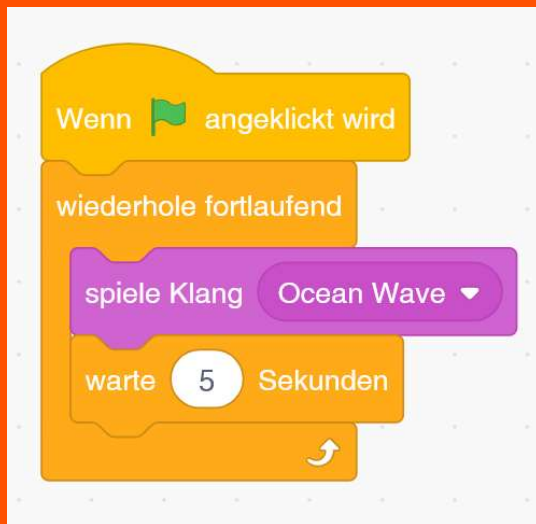 Wenn angeklickt wird
wiederhole fortlaufend
spiele Klang Ocean Wave
warte 5 Sekunden